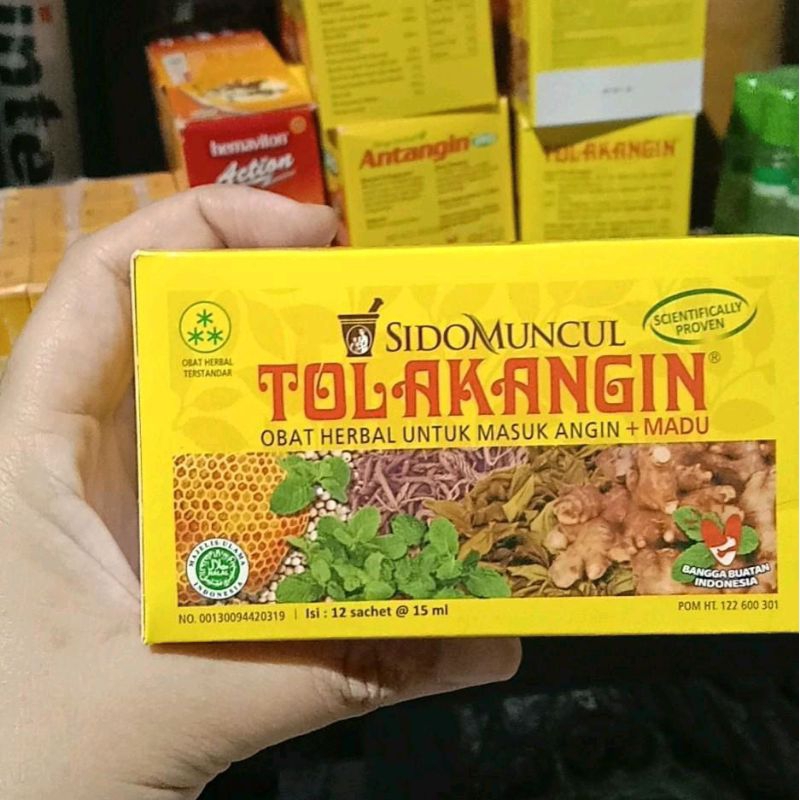 inte
hemaviton
Action
Antangin
TOLAKANGIN
OBAT HERBAL
TERSTANDAR
SIDOMUNCUL
SCIENTIFICALLY
PROVEN
TOLAKANGIN®
OBAT HERBAL UNTUK MASUK ANGIN + MADU
MAJELIS ULAMA
INDONESIA
BANGGA BUATAN
INDONESIA
NO. 00130094420319 | Isi : 12 sachet @ 15 ml
POM HT. 122 600 301